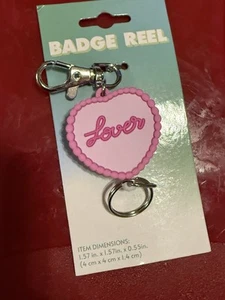 BADGE REEL
Lover
ITEM DIMENSIONS:
1.57 in. x 1.57in. x 0.55in.
(4 cm x 4 cm x 1.4 cm)